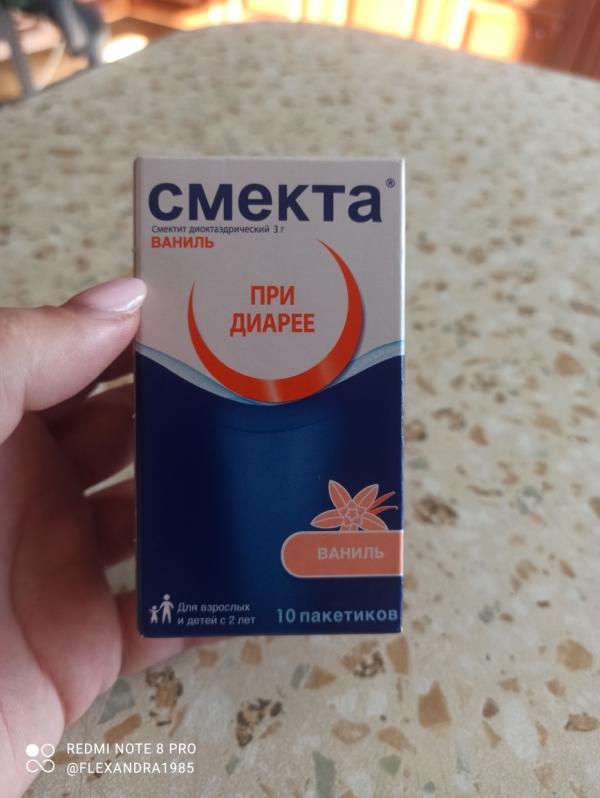 смекта®
Смектит диоктаэдрический 3 г
ВАНИЛЬ
ПРИ
ДИАРЕЕ
ВАНИЛЬ
Для взрослых
и детей с 2 лет
10 пакетиков
REDMI NOTE 8 PRO
@FLEXANDRA1985